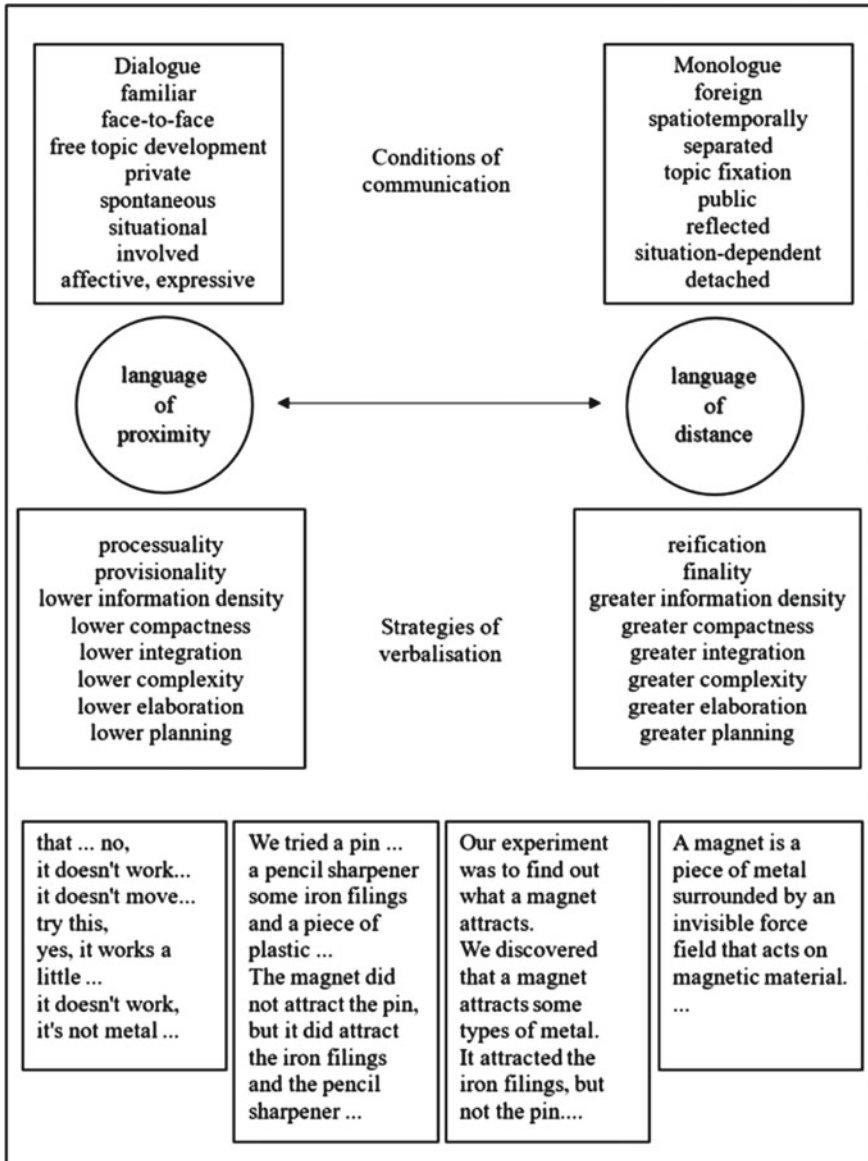 Dialogue
familiar
face-to-face
free topic development
private
spontaneous
situational
involved
affective, expressive
Conditions of
communication
Monologue
foreign
spatiotemporally
separated
topic fixation
public
reflected
situation-dependent
detached
language
of
proximity
language
of
distance
processuality
provisionality
lower information density
lower compactness
lower integration
lower complexity
lower elaboration
lower planning
Strategies of
verbalisation
reification
finality
greater information density
greater compactness
greater integration
greater complexity
greater elaboration
greater planning
that ... no,
it doesn't work...
it doesn't move...
try this,
yes, it works a
little ...
it doesn't work,
it's not metal ...
We tried a pin ...
a pencil sharpener
some iron filings
and a piece of
plastic ...
The magnet did
not attract the pin,
but it did attract
the iron filings
and the pencil
sharpener ...
Our experiment
was to find out
what a magnet
attracts.
We discovered
that a magnet
attracts some
types of metal.
It attracted the
iron filings, but
not the pin....
A magnet is a
piece of metal
surrounded by an
invisible force
field that acts on
magnetic material.
...